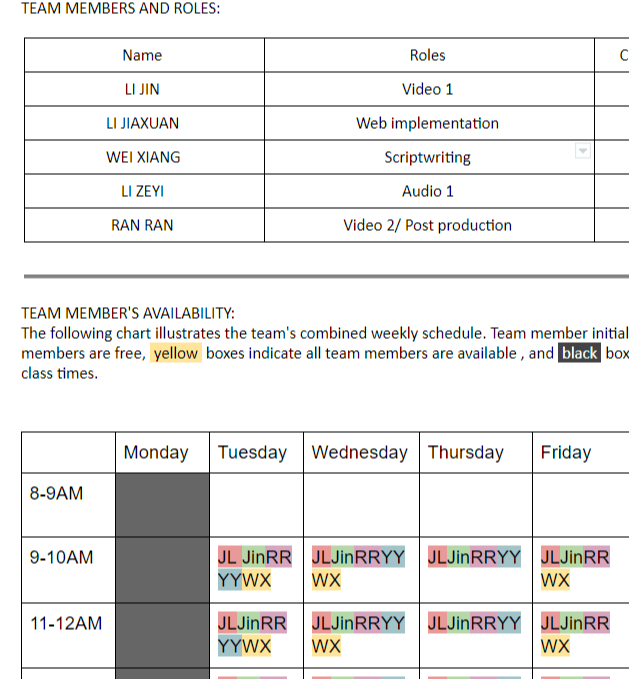 TEAM MEMBERS AND ROLES:
Name Roles C
LI JIN Video 1
LI JIAXUAN Web implementation
WEI XIANG Scriptwriting
LI ZEYI Audio 1
RAN RAN Video 2/ Post production
TEAM MEMBER'S AVAILABILITY:
The following chart illustrates the team's combined weekly schedule. Team member initial
members are free, yellow boxes indicate all team members are available , and black box
class times.
Monday Tuesday Wednesday Thursday Friday
8-9AM
9-10AM JL JinRR JLJinRRYY JLJinRRYY JLJinRR
YYWX WX WX
11-12AM JLJinRR JLJinRRYY JLJinRRYY JLJinRR
YYWX WX WX